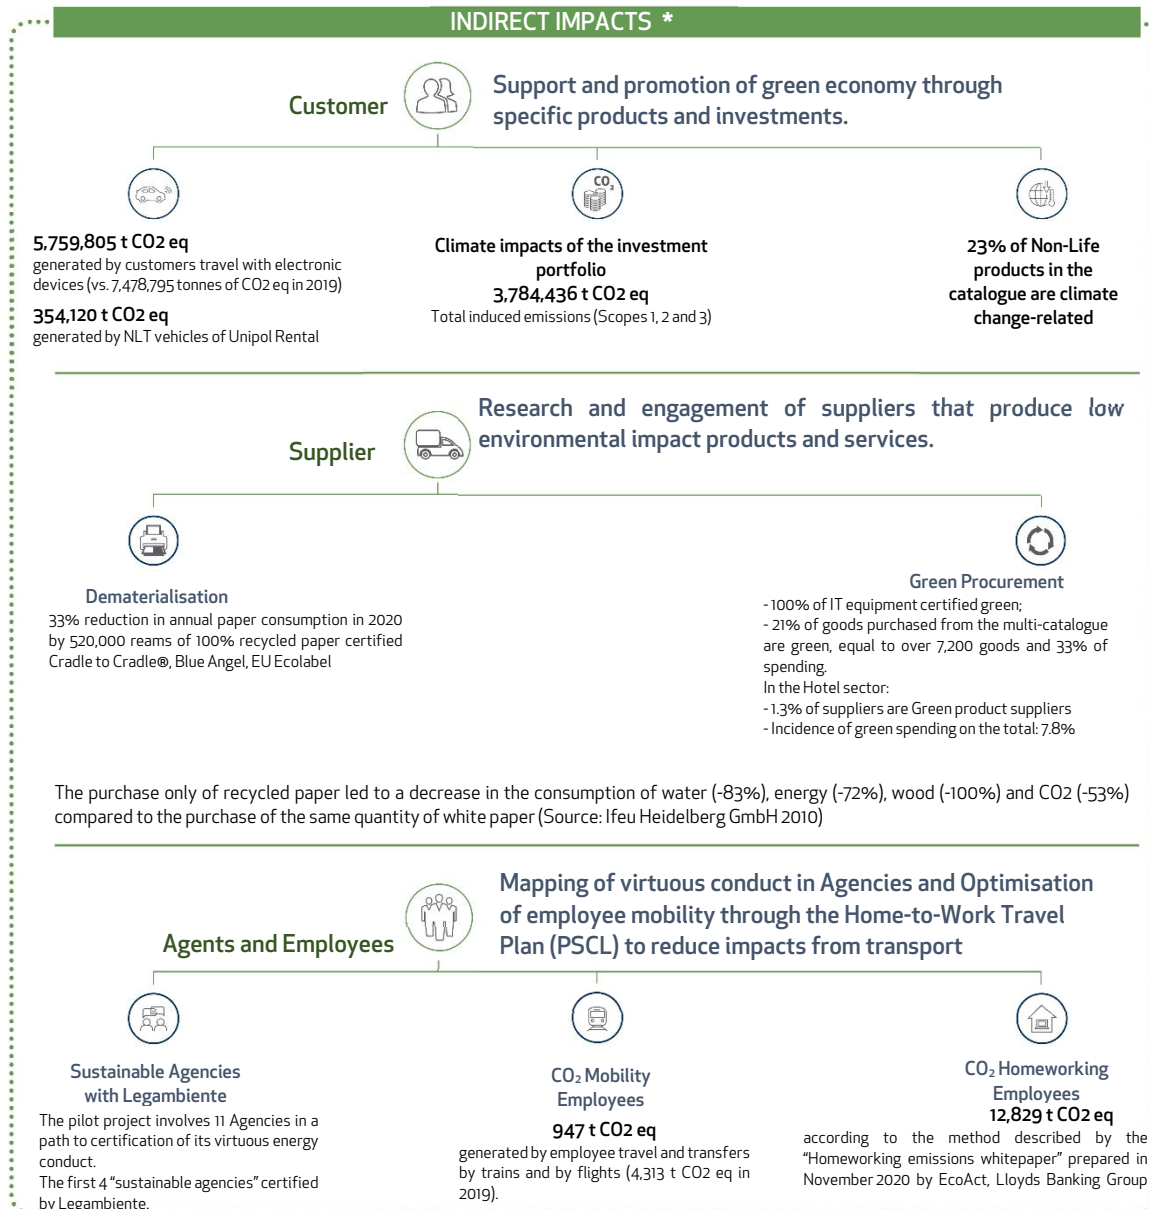 INDIRECT IMPACTS *
Customer
Support and promotion of green economy through
specific products and investments.
5,759,805 t CO2 eq
generated by customers travel with electronic
devices (vs. 7,478,795 tonnes of CO2 eq in 2019)
354,120 t CO2 eq
generated by NLT vehicles of Unipol Rental
CO2
Climate impacts of the investment
portfolio
3,784,436 t CO2 eq
Total induced emissions (Scopes 1, 2 and 3)
23% of Non-Life
products in the
catalogue are climate
change-related
Supplier
Research and engagement of suppliers that produce low
environmental impact products and services.
Dematerialisation
33% reduction in annual paper consumption in 2020
by 520,000 reams of 100% recycled paper certified
Cradle to Cradle®, Blue Angel, EU Ecolabel
Green Procurement
- 100% of IT equipment certified green;
- 21% of goods purchased from the multi-catalogue
are green, equal to over 7,200 goods and 33% of
spending.
In the Hotel sector:
- 1.3% of suppliers are Green product suppliers
- Incidence of green spending on the total: 7.8%
The purchase only of recycled paper led to a decrease in the consumption of water (-83%), energy (-72%), wood (-100%) and CO2 (-53%)
compared to the purchase of the same quantity of white paper (Source: Ifeu Heidelberg GmbH 2010)
Agents and Employees
Mapping of virtuous conduct in Agencies and Optimisation
of employee mobility through the Home-to-Work Travel
Plan (PSCL) to reduce impacts from transport
Sustainable Agencies
with Legambiente
The pilot project involves 11 Agencies in a
path to certification of its virtuous energy
conduct.
The first 4 “sustainable agencies” certified
by Legambiente.
CO₂ Mobility
Employees
947 t CO2 eq
generated by employee travel and transfers
by trains and by flights (4,313 t CO2 eq in
2019).
CO₂ Homeworking
Employees
12,829 t CO2 eq
according to the method described by the
“Homeworking emissions whitepaper” prepared in
November 2020 by EcoAct, Lloyds Banking Group